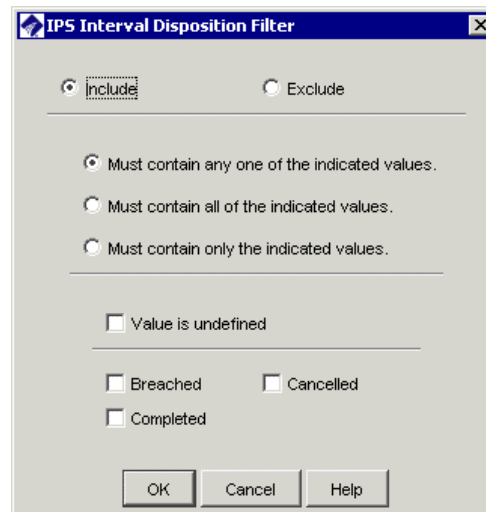 IPS Interval Disposition Filter
Include Exclude
Must contain any one of the indicated values.
Must contain all of the indicated values.
Must contain only the indicated values.
Value is undefined
Breached Cancelled
Completed
OK Cancel Help